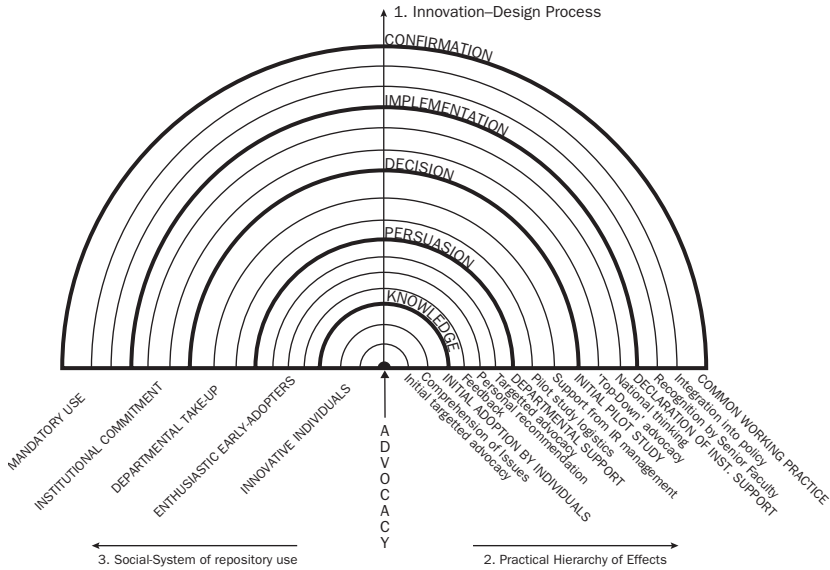 1. Innovation–Design Process
CONFIRMATION
IMPLEMENTATION
DECISION
PERSUASION
KNOWLEDGE
MANDATORY USE
INSTITUTIONAL COMMITMENT
DEPARTMENTAL TAKE-UP
ENTHUSIASTIC EARLY-ADOPTERS
INNOVATIVE INDIVIDUALS
ADVOCACY
Initial targetted advocacy
Comprehension of Issues
INITIAL ADOPTION BY INDIVIDUALS
Feedback
Personal recommendation
Targetted advocacy
DEPARTMENTAL SUPPORT
Pilot study logistics
Support from IR management
INITIAL PILOT STUDY
'Top-Down' advocacy
National thinking
DECLARATION OF INST. SUPPORT
Recognition by Senior Faculty
Integration into policy
COMMON WORKING PRACTICE
3. Social-System of repository use
2. Practical Hierarchy of Effects